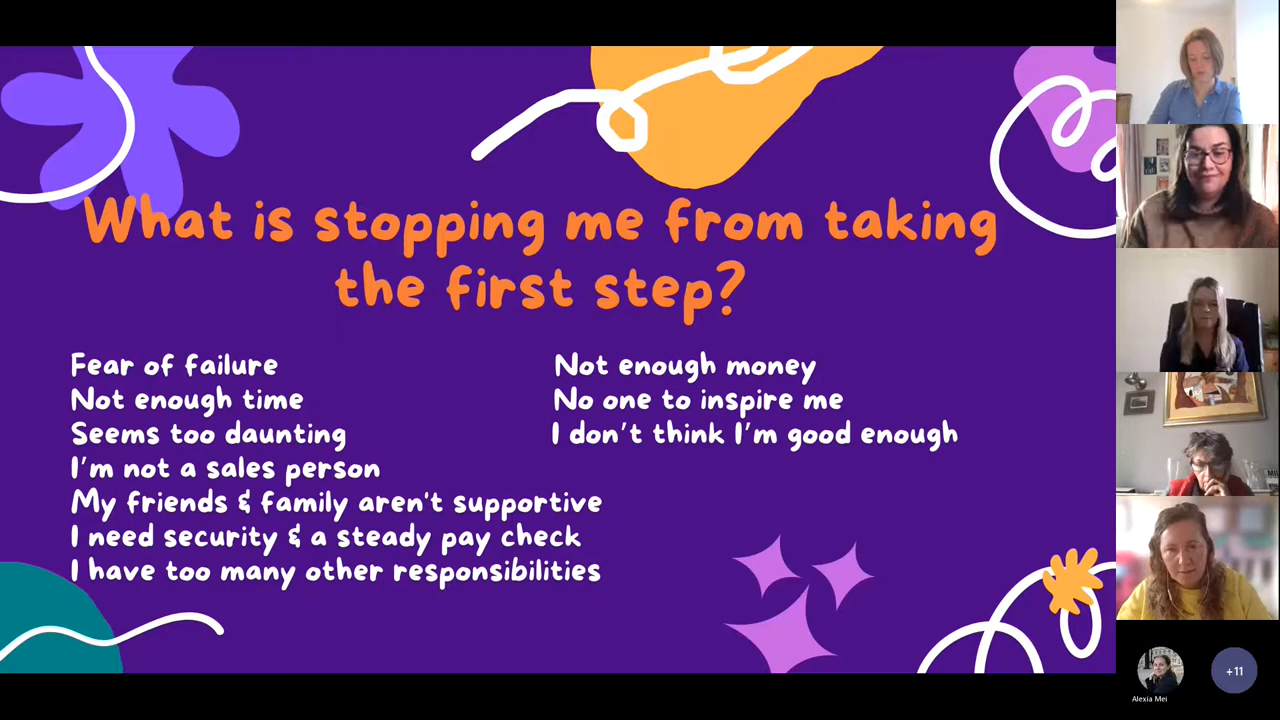 What is stopping me from taking
the first step?
Fear of failure
Not enough time
Seems too daunting
I'm not a sales person
My friends & family aren't supportive
I need security & a steady pay check
I have too many other responsibilities
Not enough money
No one to inspire me
I don't think I'm good enough
Alexia Mei
+11